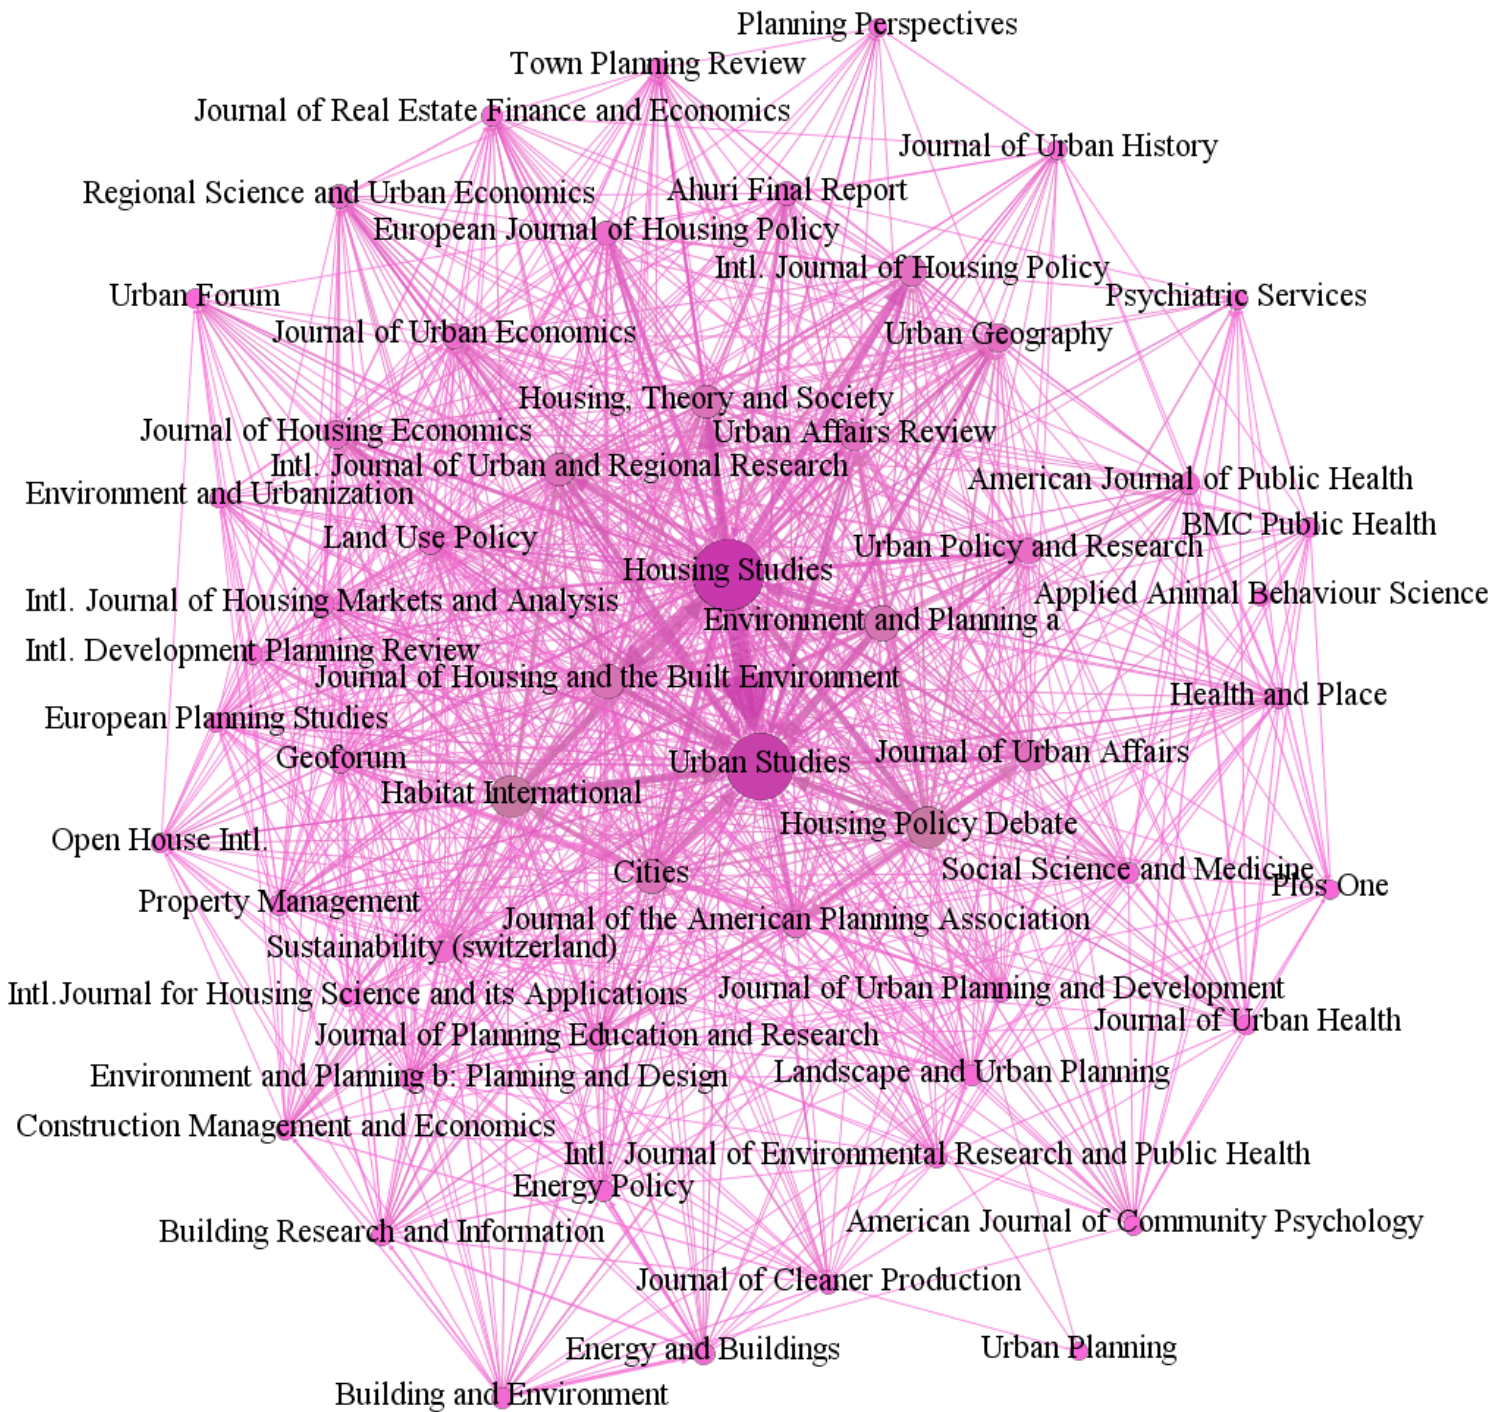 Planning Perspectives
Town Planning Review
Journal of Real Estate Finance and Economics
Journal of Urban History
Regional Science and Urban Economics
Ahuri Final Report
European Journal of Housing Policy
Intl. Journal of Housing Policy
Urban Forum
Psychiatric Services
Journal of Urban Economics
Urban Geography
Housing, Theory and Society
Journal of Housing Economics
Urban Affairs Review
Intl. Journal of Urban and Regional Research
American Journal of Public Health
Environment and Urbanization
BMC Public Health
Land Use Policy
Urban Policy and Research
Housing Studies
Applied Animal Behaviour Science
Intl. Journal of Housing Markets and Analysis
Environment and Planning a
Intl. Development Planning Review
Journal of Housing and the Built Environment
Health and Place
European Planning Studies
Geoforum
Urban Studies
Journal of Urban Affairs
Habitat International
Housing Policy Debate
Open House Intl.
Cities
Social Science and Medicine
Plos One
Property Management
Journal of the American Planning Association
Sustainability (switzerland)
Intl.Journal for Housing Science and its Applications
Journal of Urban Planning and Development
Journal of Urban Health
Journal of Planning Education and Research
Environment and Planning b: Planning and Design
Landscape and Urban Planning
Construction Management and Economics
Intl. Journal of Environmental Research and Public Health
Energy Policy
American Journal of Community Psychology
Building Research and Information
Journal of Cleaner Production
Energy and Buildings
Urban Planning
Building and Environment